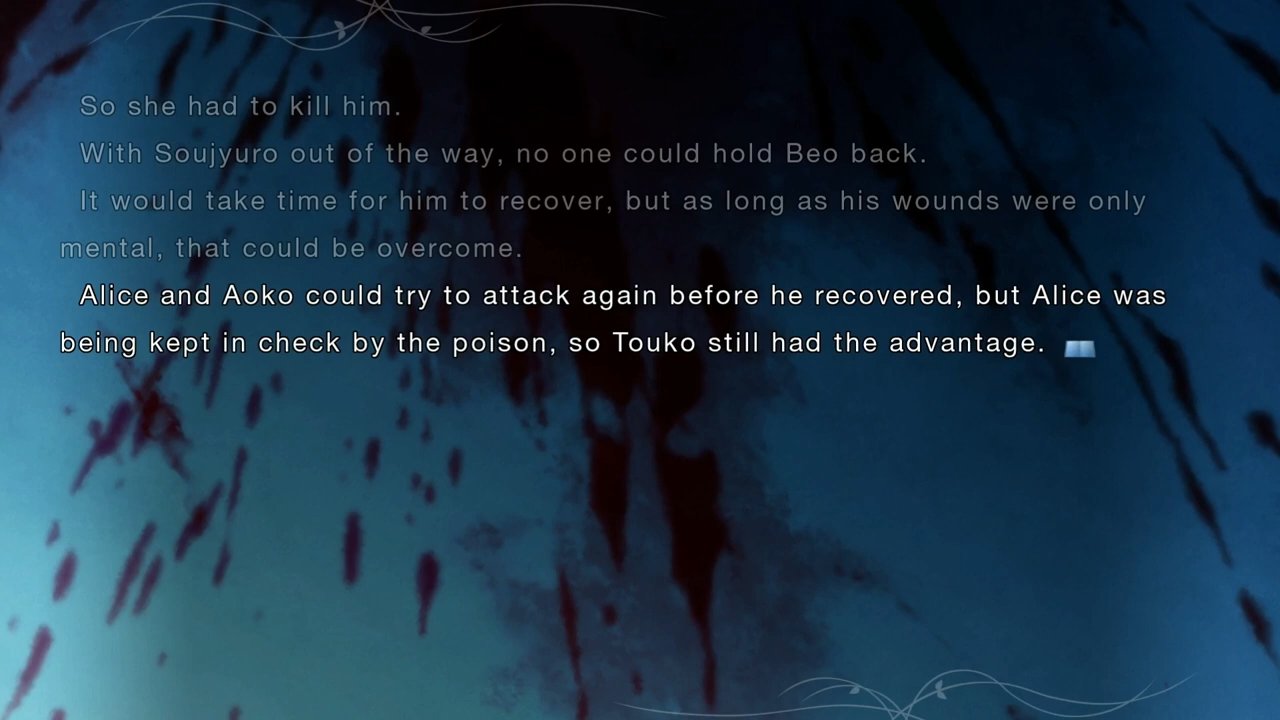 So she had to kill him.
With Soujyuro out of the way, no one could hold Beo back.
It would take time for him to recover, but as long as his wounds were only
mental, that could be overcome.
Alice and Aoko could try to attack again before he recovered, but Alice was
being kept in check by the poison, so Touko still had the advantage.